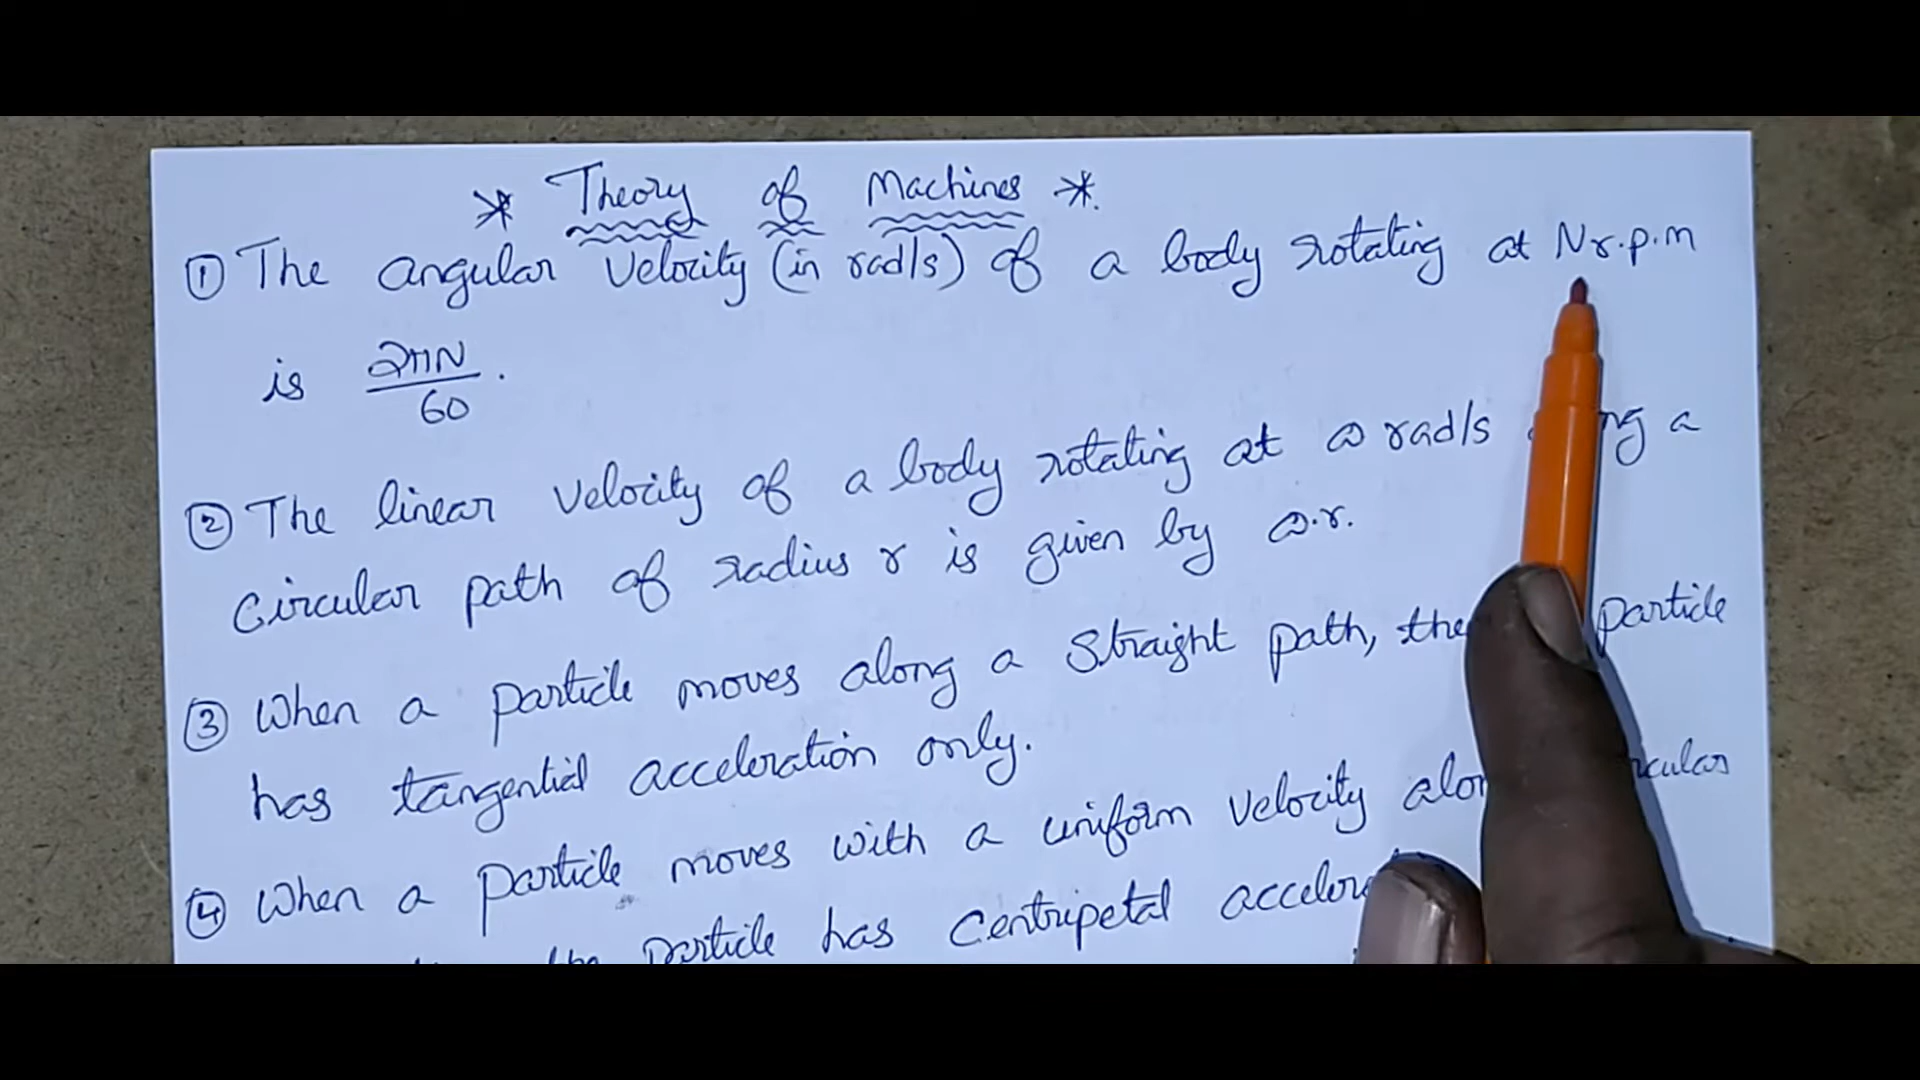 * Theory of Machines *.
① The angular velocity (in rad/s) of a body rotating at N r.p.m
is 2πN/60.
② The linear velocity of a body rotating at ω rad/s a
circular path of radius r is given by ω.r.
③ When a particle moves along a straight path, the particle
has tangential acceleration only.
④ When a particle moves with a uniform velocity
the particle has centripetal